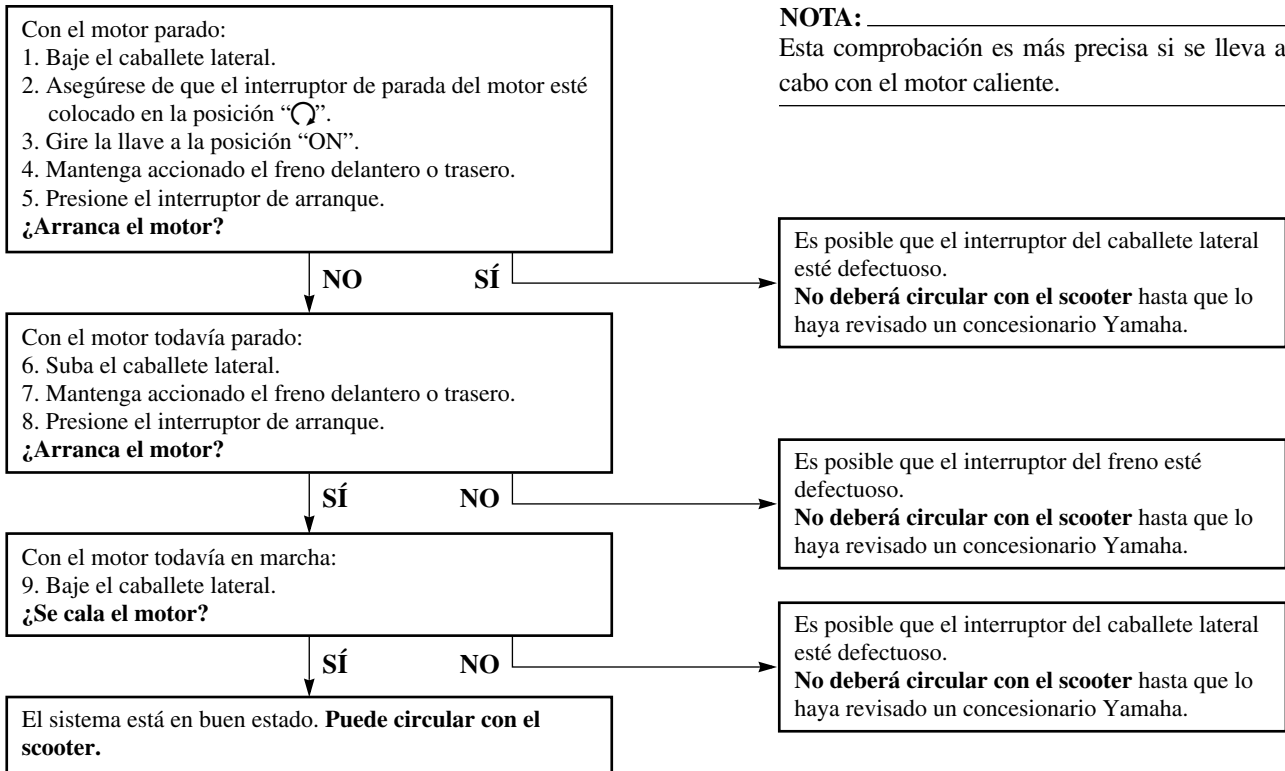 Con el motor parado:
1. Baje el caballete lateral.
2. Asegúrese de que el interruptor de parada del motor esté
colocado en la posición “○”.
3. Gire la llave a la posición “ON”.
4. Mantenga accionado el freno delantero o trasero.
5. Presione el interruptor de arranque.
¿Arranca el motor?
NOTA:
Esta comprobación es más precisa si se lleva a
cabo con el motor caliente.
NO SÍ
Es posible que el interruptor del caballete lateral
esté defectuoso.
No deberá circular con el scooter hasta que lo
haya revisado un concesionario Yamaha.
Con el motor todavía parado:
6. Suba el caballete lateral.
7. Mantenga accionado el freno delantero o trasero.
8. Presione el interruptor de arranque.
¿Arranca el motor?
SÍ NO
Es posible que el interruptor del freno esté
defectuoso.
No deberá circular con el scooter hasta que lo
haya revisado un concesionario Yamaha.
Con el motor todavía en marcha:
9. Baje el caballete lateral.
¿Se cala el motor?
SÍ NO
Es posible que el interruptor del caballete lateral
esté defectuoso.
No deberá circular con el scooter hasta que lo
haya revisado un concesionario Yamaha.
El sistema está en buen estado. Puede circular con el
scooter.